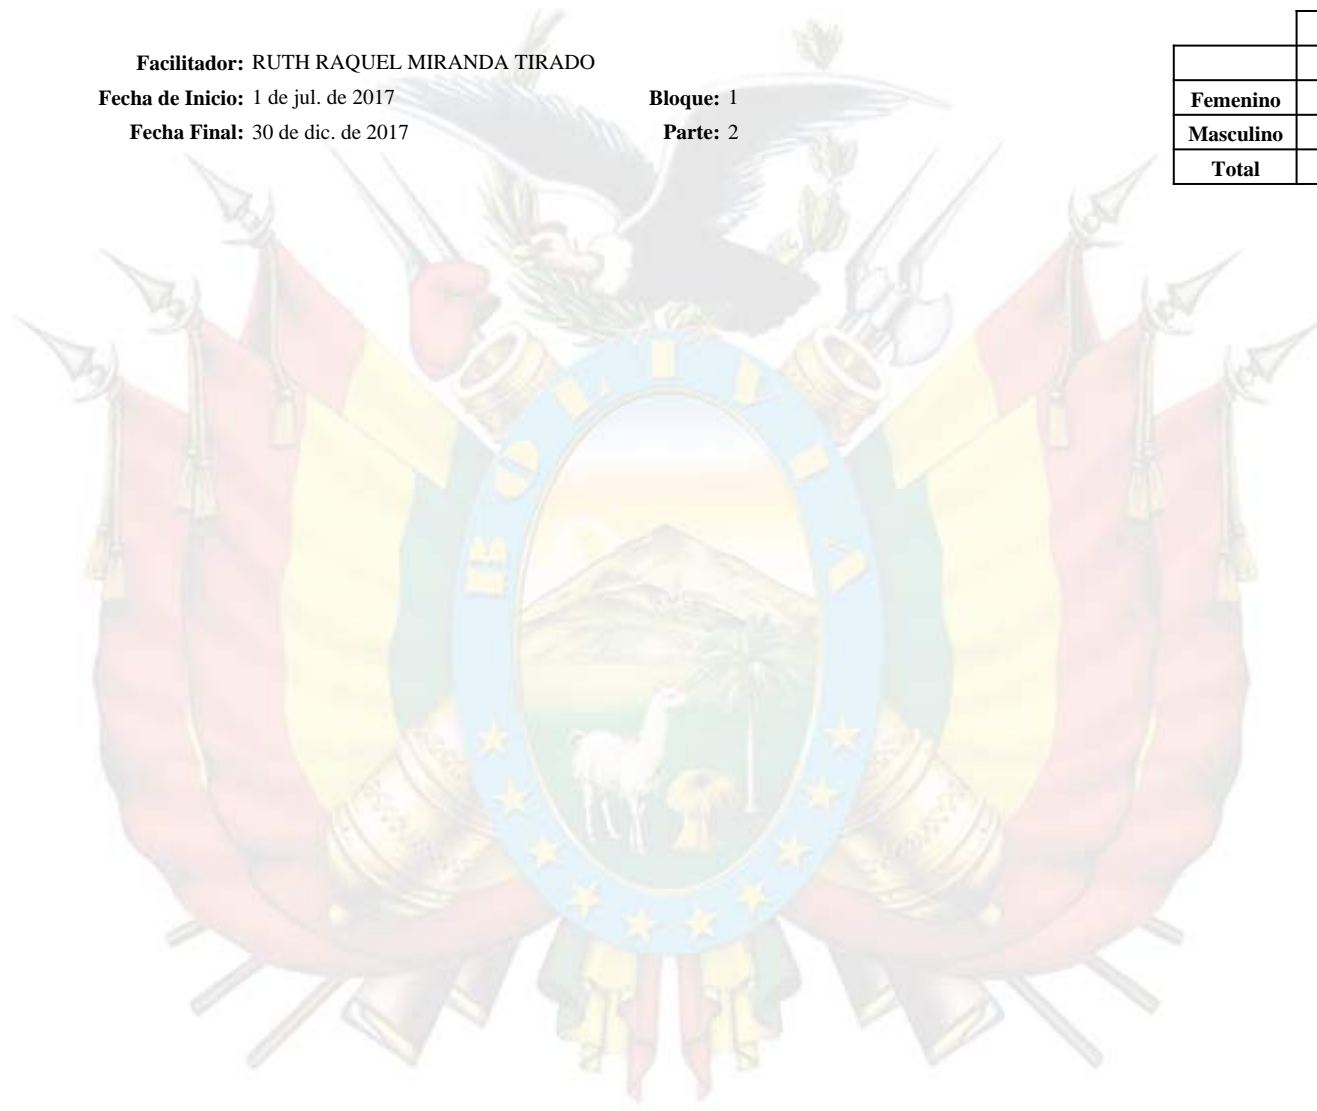 Facilitador: RUTH RAQUEL MIRANDA TIRADO
Fecha de Inicio: 1 de jul. de 2017 Bloque: 1
Fecha Final: 30 de dic. de 2017 Parte: 2
Femenino
Masculino
Total
BOLIVIA